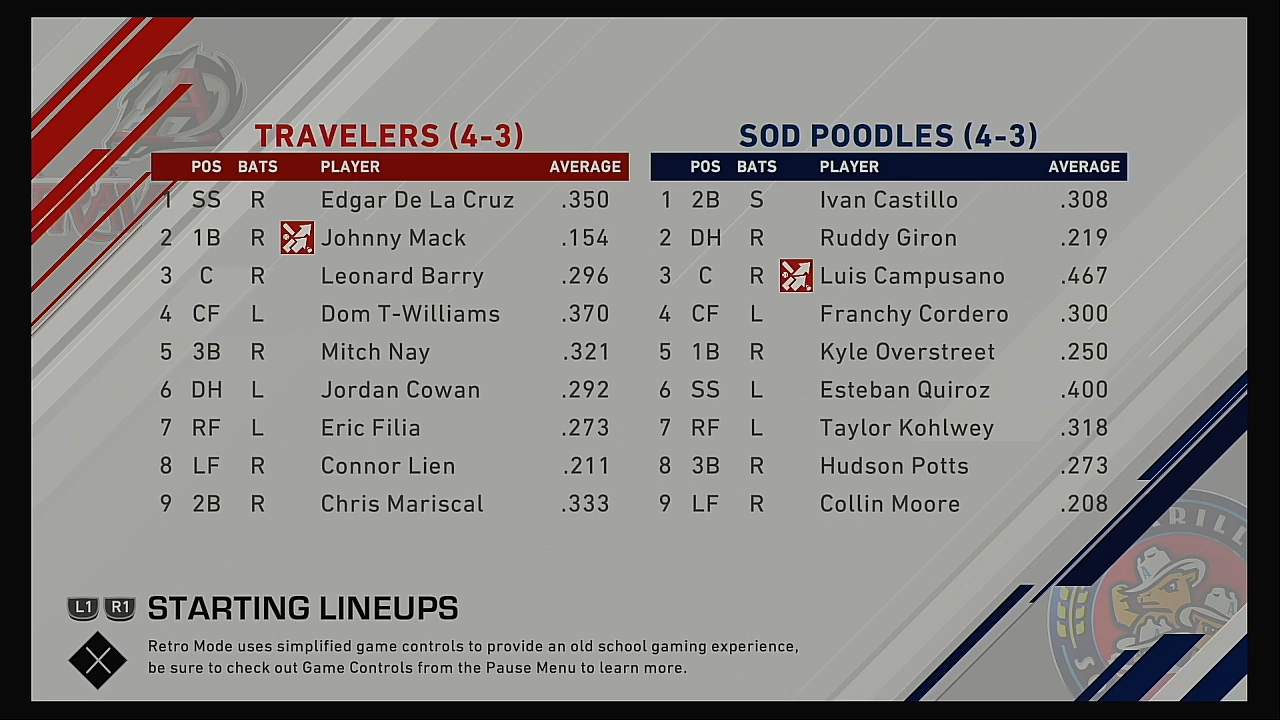 TRAVELERS (4-3)
POS BATS PLAYER AVERAGE
1 SS R Edgar De La Cruz .350
2 1B R Johnny Mack .154
3 C R Leonard Barry .296
4 CF L Dom T-Williams .370
5 3B R Mitch Nay .321
6 DH L Jordan Cowan .292
7 RF L Eric Filia .273
8 LF R Connor Lien .211
9 2B R Chris Mariscal .333
SOD POODLES (4-3)
POS BATS PLAYER AVERAGE
1 2B S Ivan Castillo .308
2 DH R Ruddy Giron .219
3 C R Luis Campusano .467
4 CF L Franchy Cordero .300
5 1B R Kyle Overstreet .250
6 SS L Esteban Quiroz .400
7 RF L Taylor Kohlwey .318
8 3B R Hudson Potts .273
9 LF R Collin Moore .208
L1 R1 STARTING LINEUPS
Retro Mode uses simplified game controls to provide an old school gaming experience,
be sure to check out Game Controls from the Pause Menu to learn more.